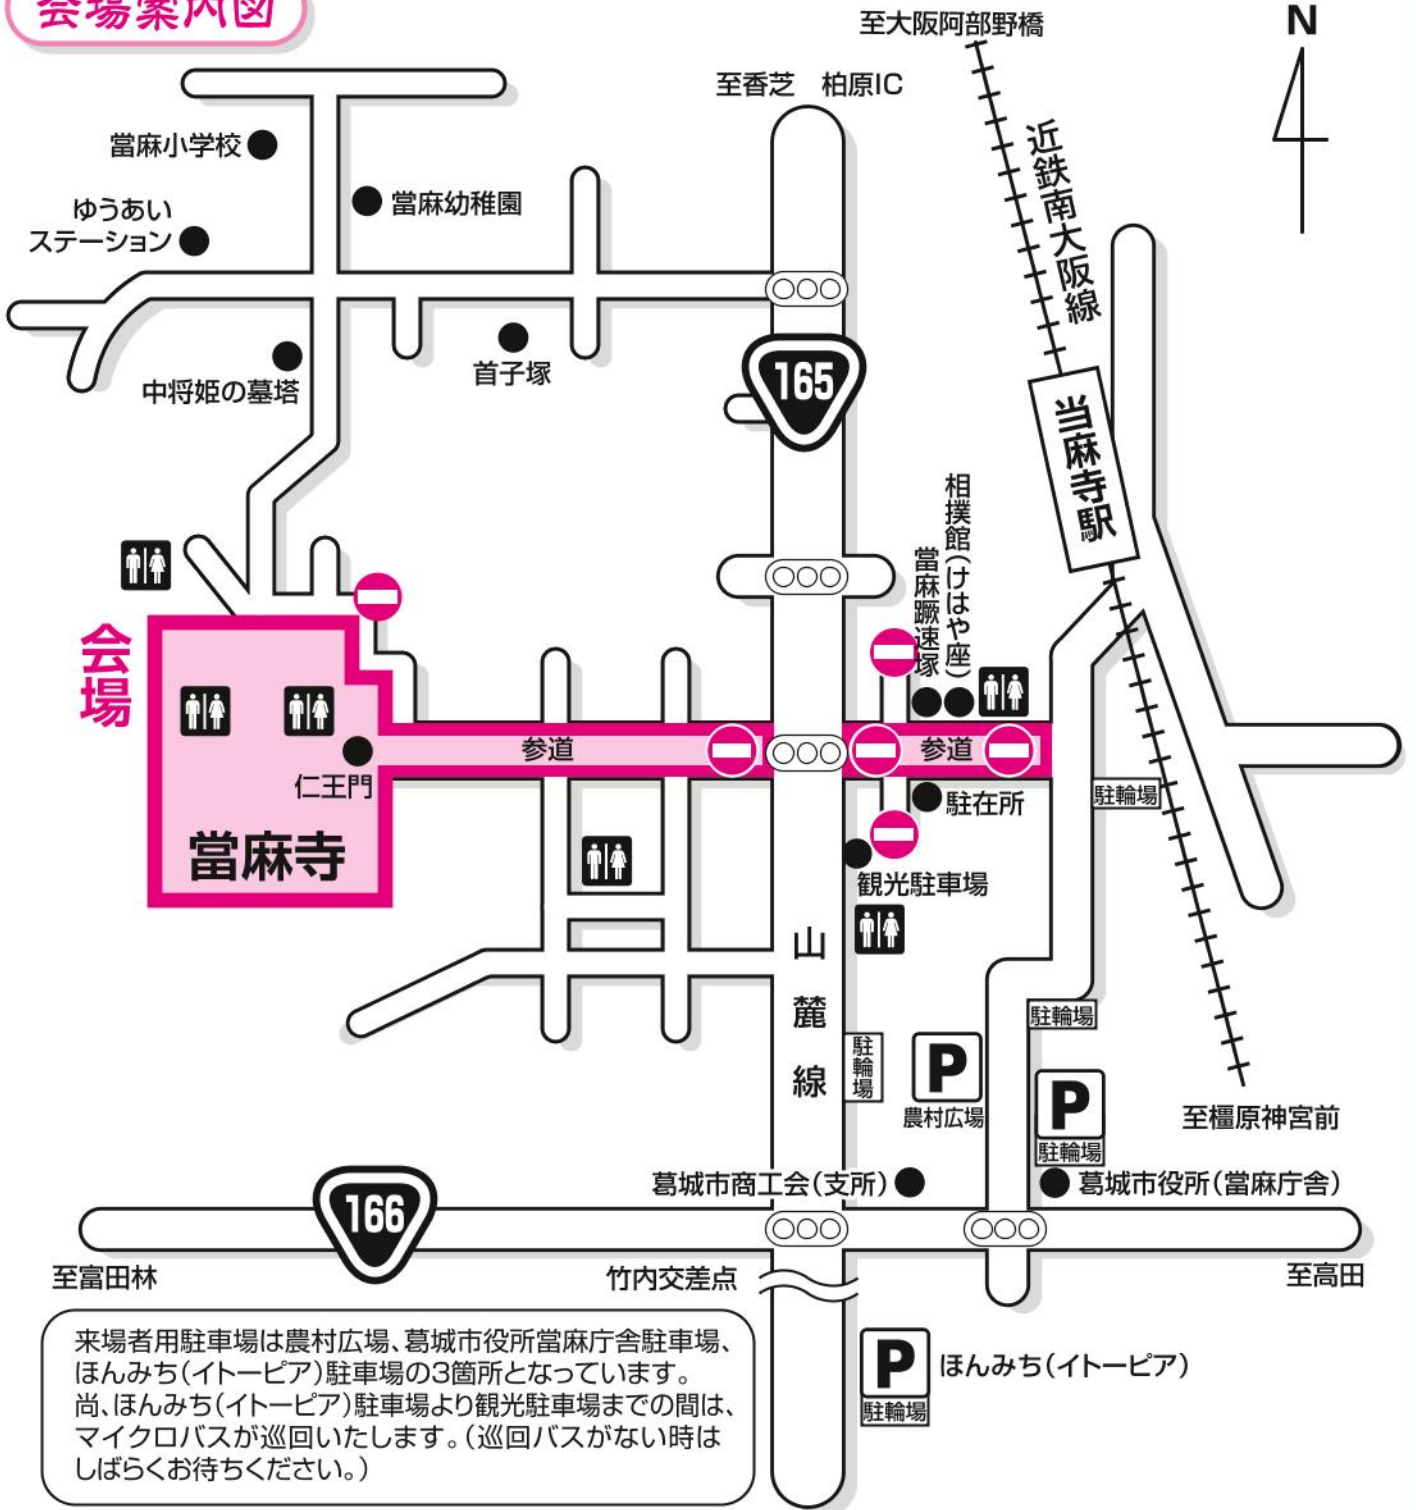 会場案内図
至大阪阿部野橋
N
至香芝 柏原IC
近鉄南大阪線
當麻小学校
當麻幼稚園
ゆうあい
ステーション
首子塚
中将姫の墓塔
165
当麻寺駅
相撲館(けはや座)
當麻蹶速塚
会場
参道
参道
仁王門
當麻寺
駐在所
駐輪場
観光駐車場
山麓線
駐輪場
駐輪場
P
農村広場
P
駐輪場
至橿原神宮前
葛城市商工会(支所)
葛城市役所(當麻庁舎)
166
至富田林
竹内交差点
至高田
来場者用駐車場は農村広場、葛城市役所當麻庁舎駐車場、
ほんみち(イトーピア)駐車場の3箇所となっています。
尚、ほんみち(イトーピア)駐車場より観光駐車場までの間は、
マイクロバスが巡回いたします。(巡回バスがない時は
しばらくお待ちください。)
P
ほんみち(イトーピア)
駐輪場